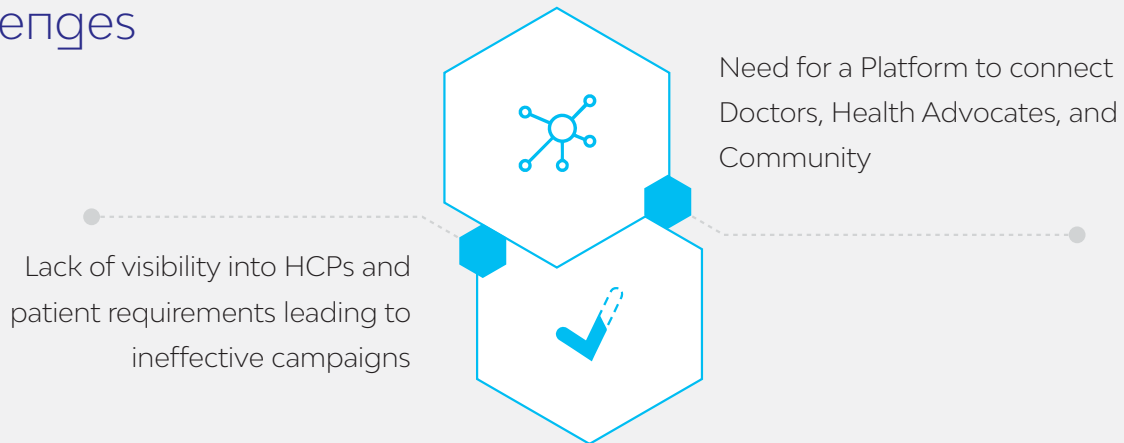 enges
Need for a Platform to connect
Doctors, Health Advocates, and
Community
Lack of visibility into HCPs and
patient requirements leading to
ineffective campaigns